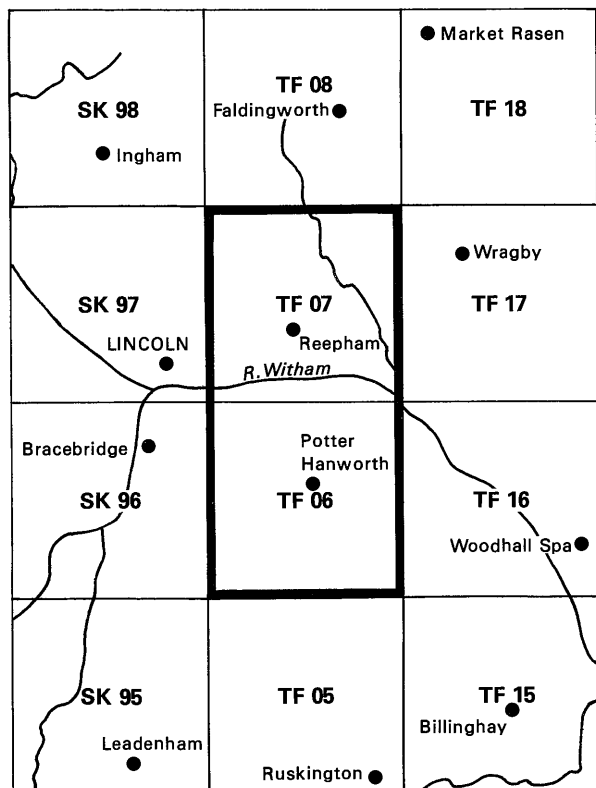 Market Rasen
TF 08
SK 98
Faldingworth
TF 18
Ingham
Wragby
SK 97
TF 07
TF 17
LINCOLN
Reepham
R. Witham
Bracebridge
Potter
Hanworth
SK 96
TF 06
TF 16
Woodhall Spa
SK 95
TF 05
TF 15
Billinghay
Leadenham
Ruskington